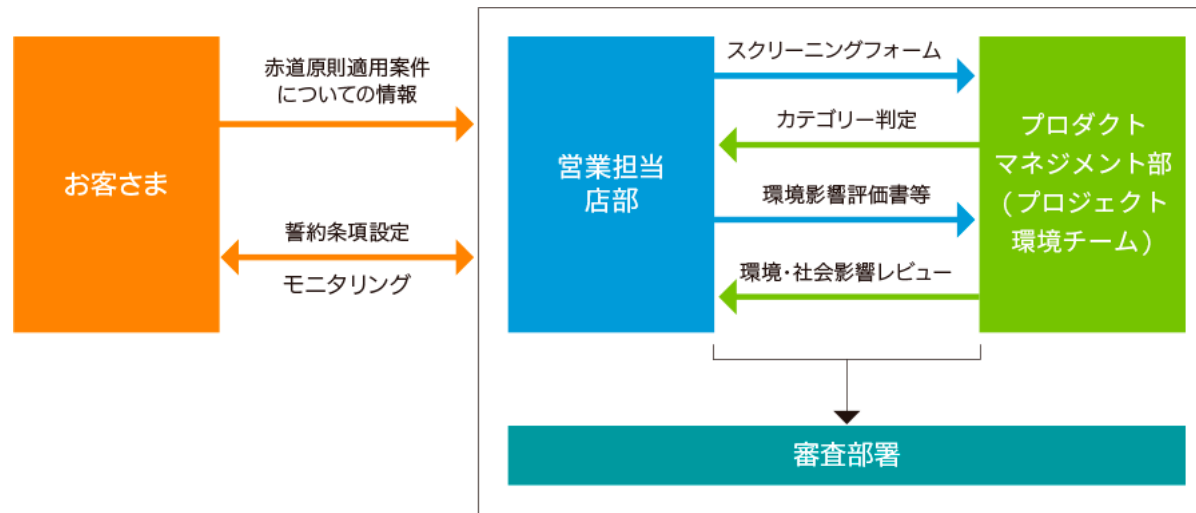 お客さま
赤道原則適用案件
についての情報
誓約条項設定
モニタリング
営業担当
店部
スクリーニングフォーム
カテゴリー判定
環境影響評価書等
環境・社会影響レビュー
プロダクト
マネジメント部
(プロジェクト
環境チーム)
審査部署